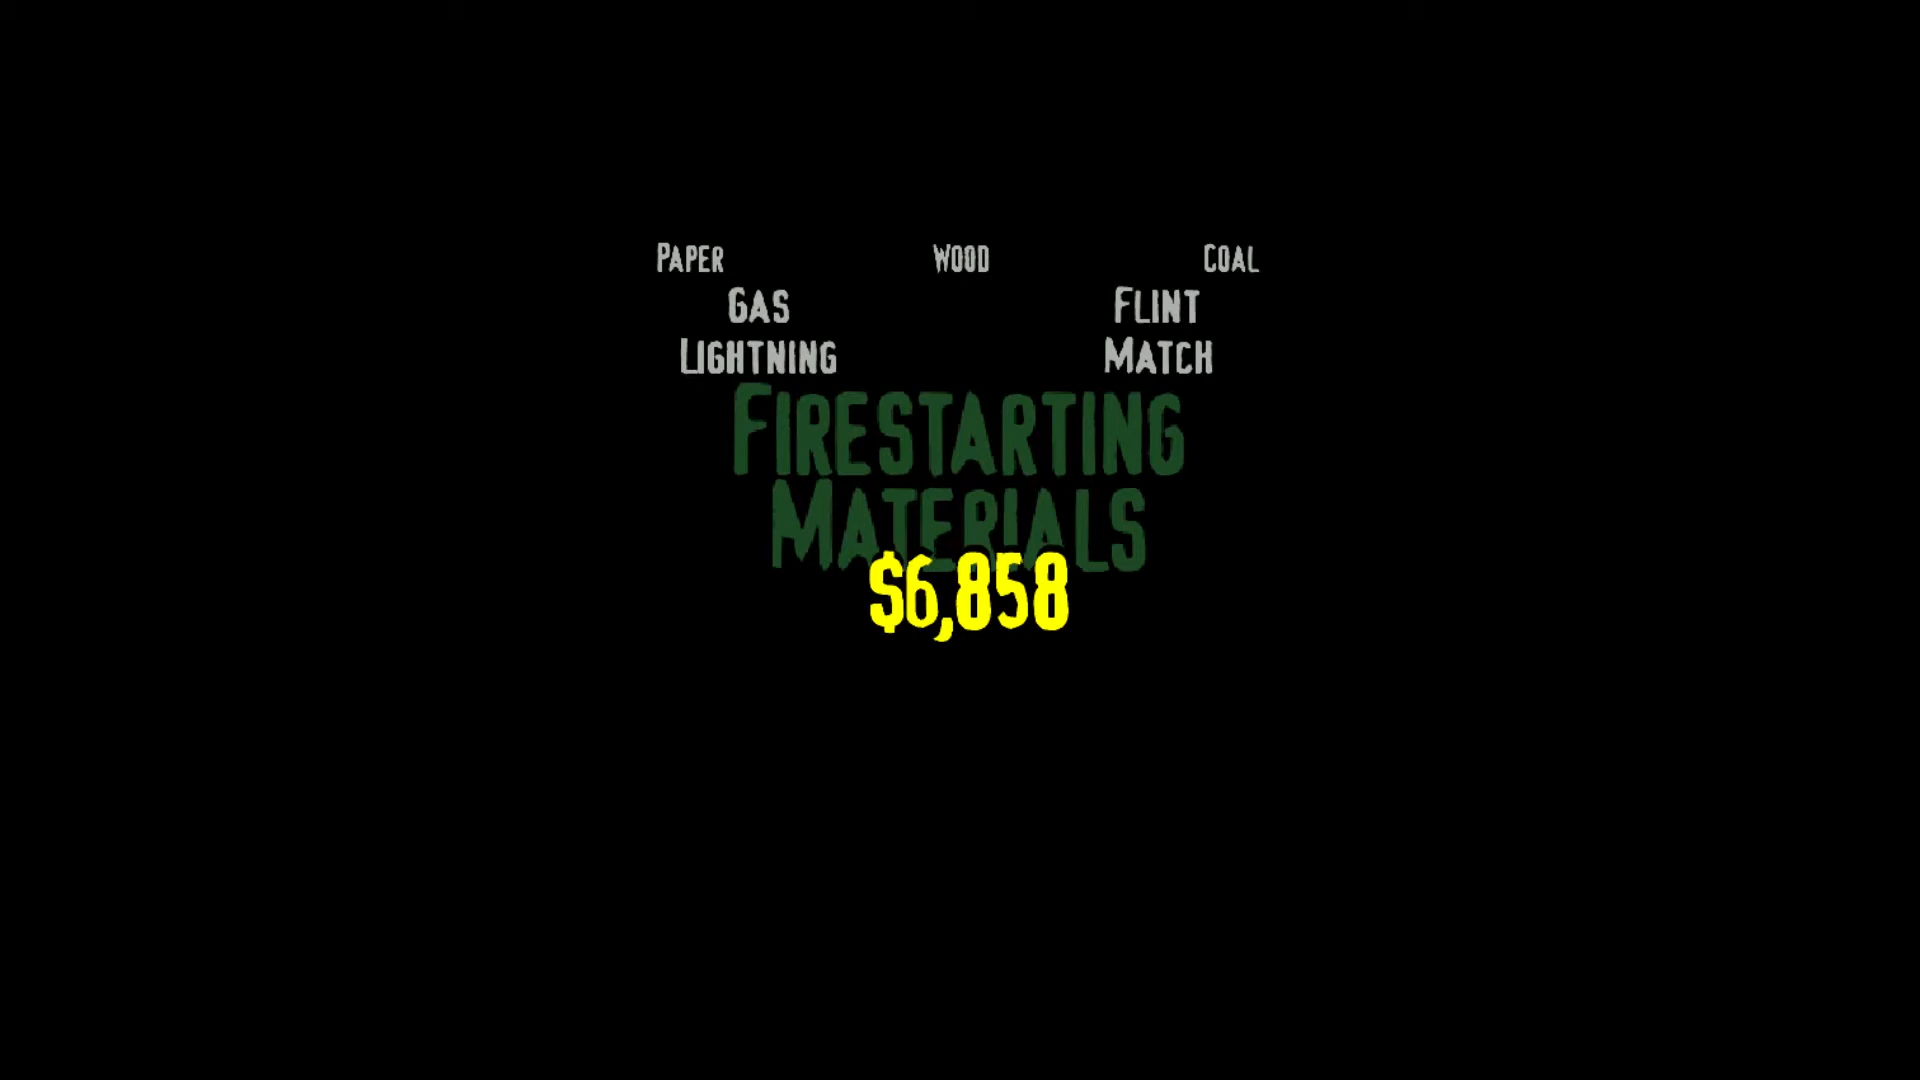 Paper Wood Coal
Gas Flint
Lightning Match
Firestarting
Materials
$6,858